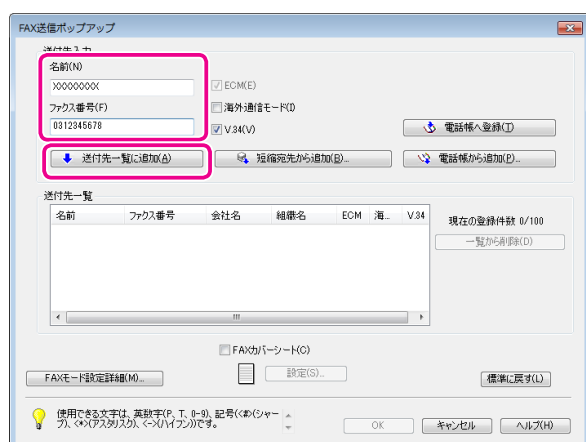 FAX送信ポップアップ
送付先入力
名前(N)
XXXXXXXX
ECM(E)
ファクス番号(F)
海外通信モード(I)
0312345678
V.34(V)
電話帳へ登録(T)
送付先一覧に追加(A)
短縮宛先から追加(B)...
電話帳から追加(P)...
送付先一覧
名前 ファクス番号 会社名 組織名 ECM 海... V.34
現在の登録件数 0/100
一覧から削除(D)
FAXカバーシート(C)
FAXモード設定詳細(M)...
設定(S)...
標準に戻す(L)
使用できる文字は、英数字(P、T、0-9)、記号(<#>(シャー
プ)、<*>(アスタリスク)、<->(ハイフン))です。
OK
キャンセル
ヘルプ(H)